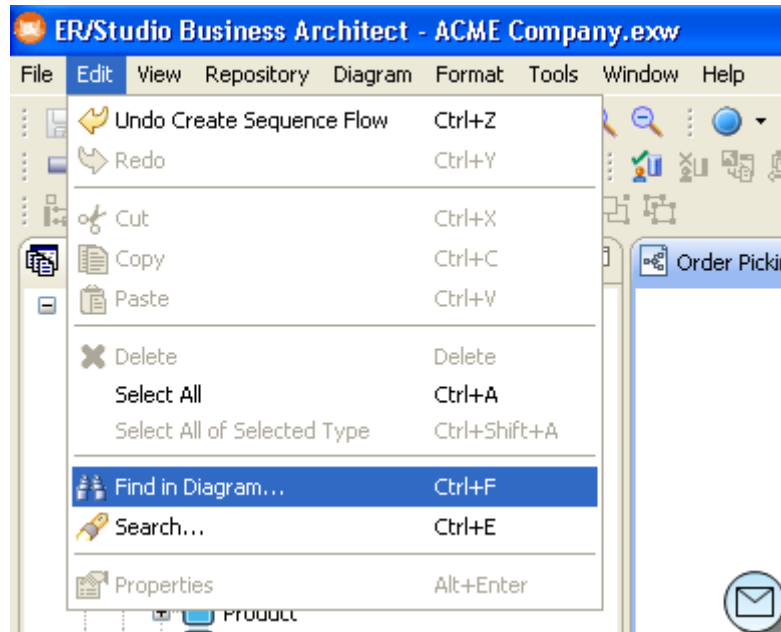 ER/Studio Business Architect - ACME Company.exw
File Edit View Repository Diagram Format Tools Window Help
Undo Create Sequence Flow Ctrl+Z
Redo Ctrl+Y
Cut Ctrl+X
Copy Ctrl+C
Paste Ctrl+V
Order Picki
Delete Delete
Select All Ctrl+A
Select All of Selected Type Ctrl+Shift+A
Find in Diagram... Ctrl+F
Search... Ctrl+E
Properties Alt+Enter
Product